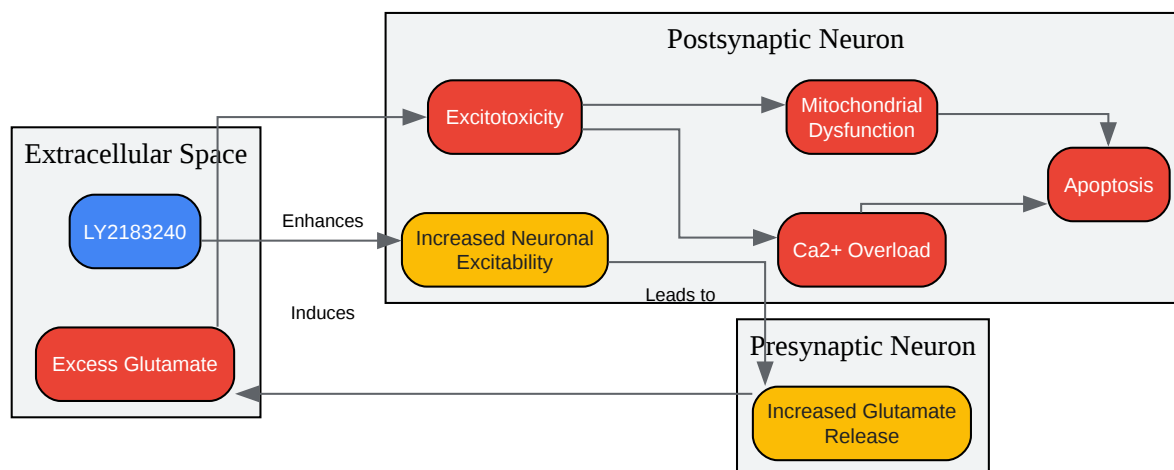 Postsynaptic Neuron
Excitotoxicity
Mitochondrial
Dysfunction
Extracellular Space
Apoptosis
LY2183240
Enhances
Increased Neuronal
Excitability
Ca2+ Overload
Leads to
Induces
Presynaptic Neuron
Excess Glutamate
Increased Glutamate
Release